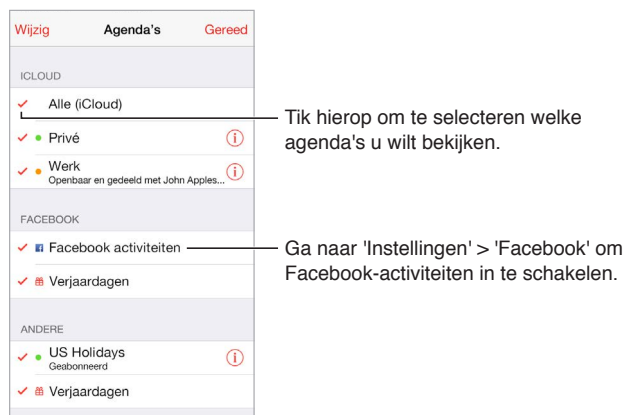 Wijzig Agenda's Gereed
ICLOUD
Alle (iCloud)
Privé
Werk
Openbaar en gedeeld met John Apples...
Tik hierop om te selecteren welke
agenda's u wilt bekijken.
FACEBOOK
Facebook activiteiten
Verjaardagen
Ga naar 'Instellingen' > 'Facebook' om
Facebook-activiteiten in te schakelen.
ANDERE
US Holidays
Geabonneerd
Verjaardagen